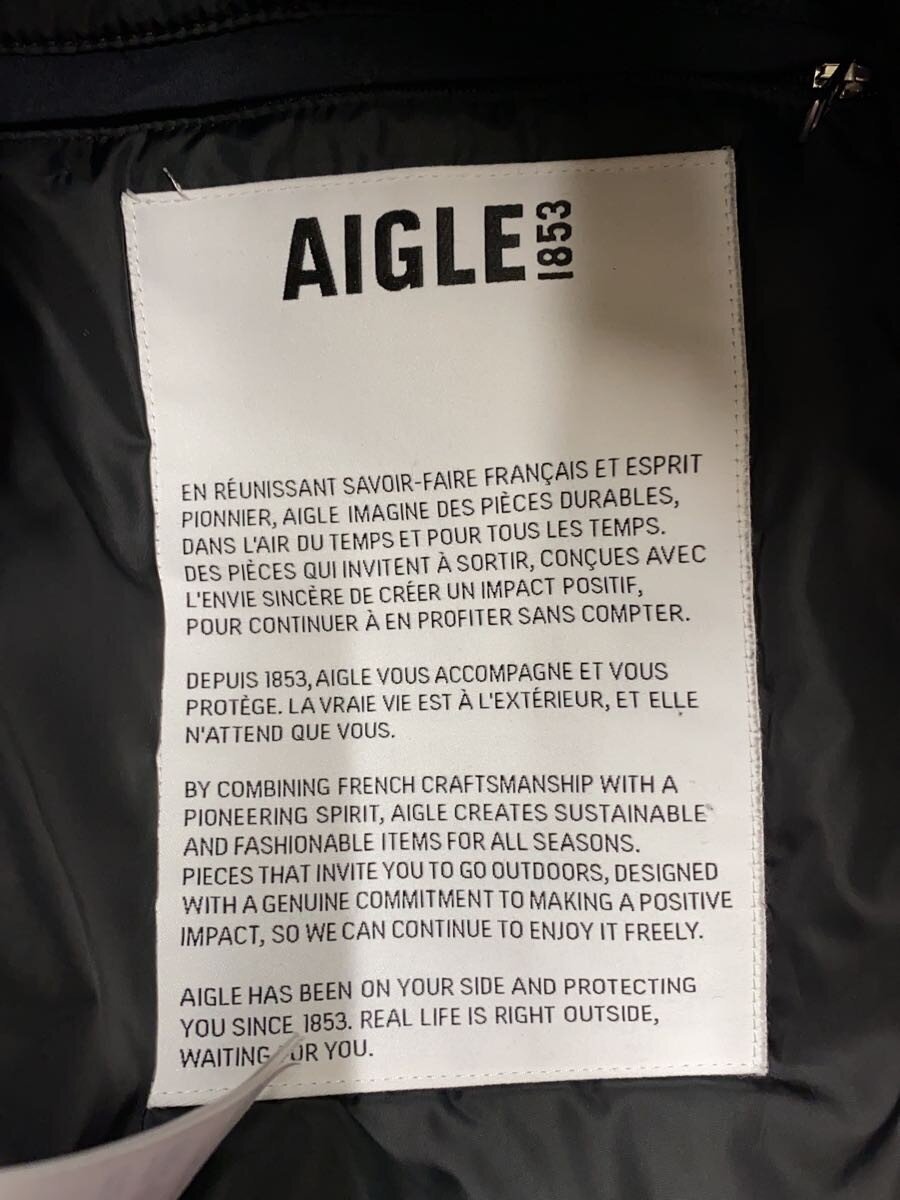 AIGLE 1853
EN RÉUNISSANT SAVOIR-FAIRE FRANÇAIS ET ESPRIT
PIONNIER, AIGLE IMAGINE DES PIÈCES DURABLES,
DANS L'AIR DU TEMPS ET POUR TOUS LES TEMPS.
DES PIÈCES QUI INVITENT À SORTIR, CONÇUES AVEC
L'ENVIE SINCÈRE DE CRÉER UN IMPACT POSITIF,
POUR CONTINUER À EN PROFITER SANS COMPTER.
DEPUIS 1853, AIGLE VOUS ACCOMPAGNE ET VOUS
PROTÈGE. LA VRAIE VIE EST À L'EXTÉRIEUR, ET ELLE
N'ATTEND QUE VOUS.
BY COMBINING FRENCH CRAFTSMANSHIP WITH A
PIONEERING SPIRIT, AIGLE CREATES SUSTAINABLE
AND FASHIONABLE ITEMS FOR ALL SEASONS.
PIECES THAT INVITE YOU TO GO OUTDOORS, DESIGNED
WITH A GENUINE COMMITMENT TO MAKING A POSITIVE
IMPACT, SO WE CAN CONTINUE TO ENJOY IT FREELY.
AIGLE HAS BEEN ON YOUR SIDE AND PROTECTING
YOU SINCE 1853. REAL LIFE IS RIGHT OUTSIDE,
WAITING FOR YOU.